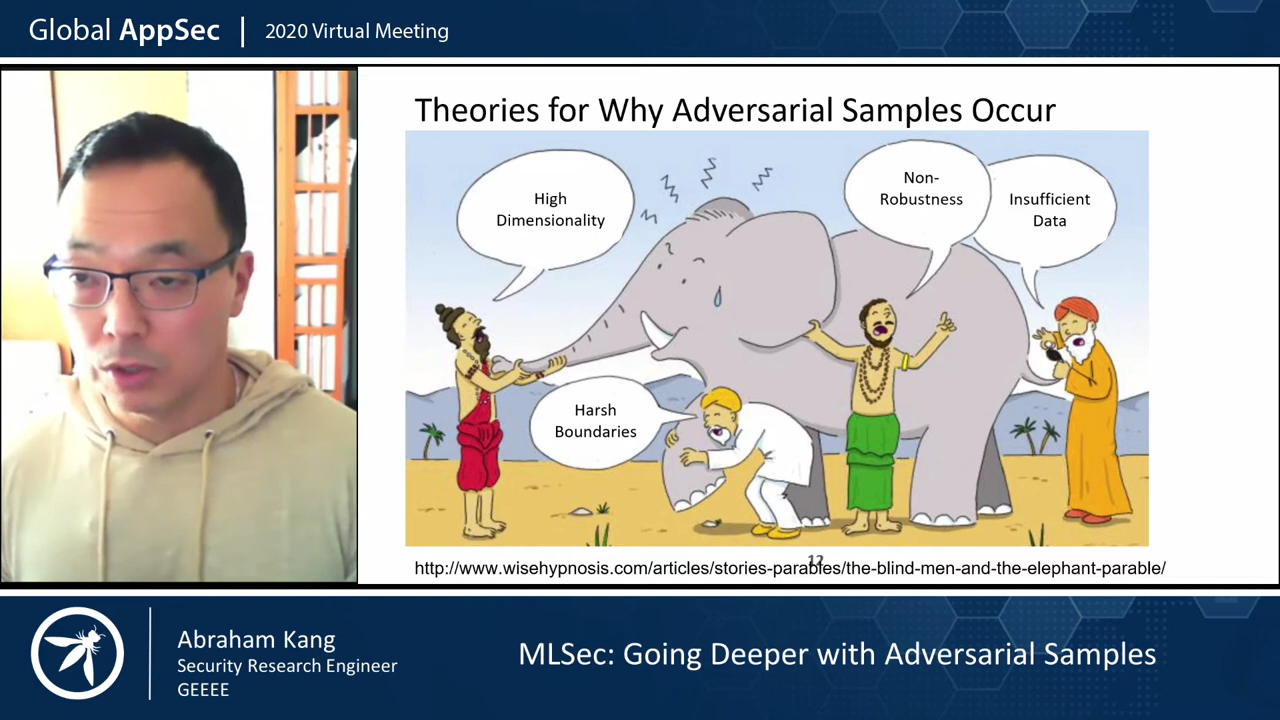 Global AppSec | 2020 Virtual Meeting
Theories for Why Adversarial Samples Occur
High
Dimensionality
Non-
Robustness
Insufficient
Data
Harsh
Boundaries
12
http://www.wisehypnosis.com/articles/stories-parables/the-blind-men-and-the-elephant-parable/
Abraham Kang
Security Research Engineer
GEEEE
MLSec: Going Deeper with Adversarial Samples